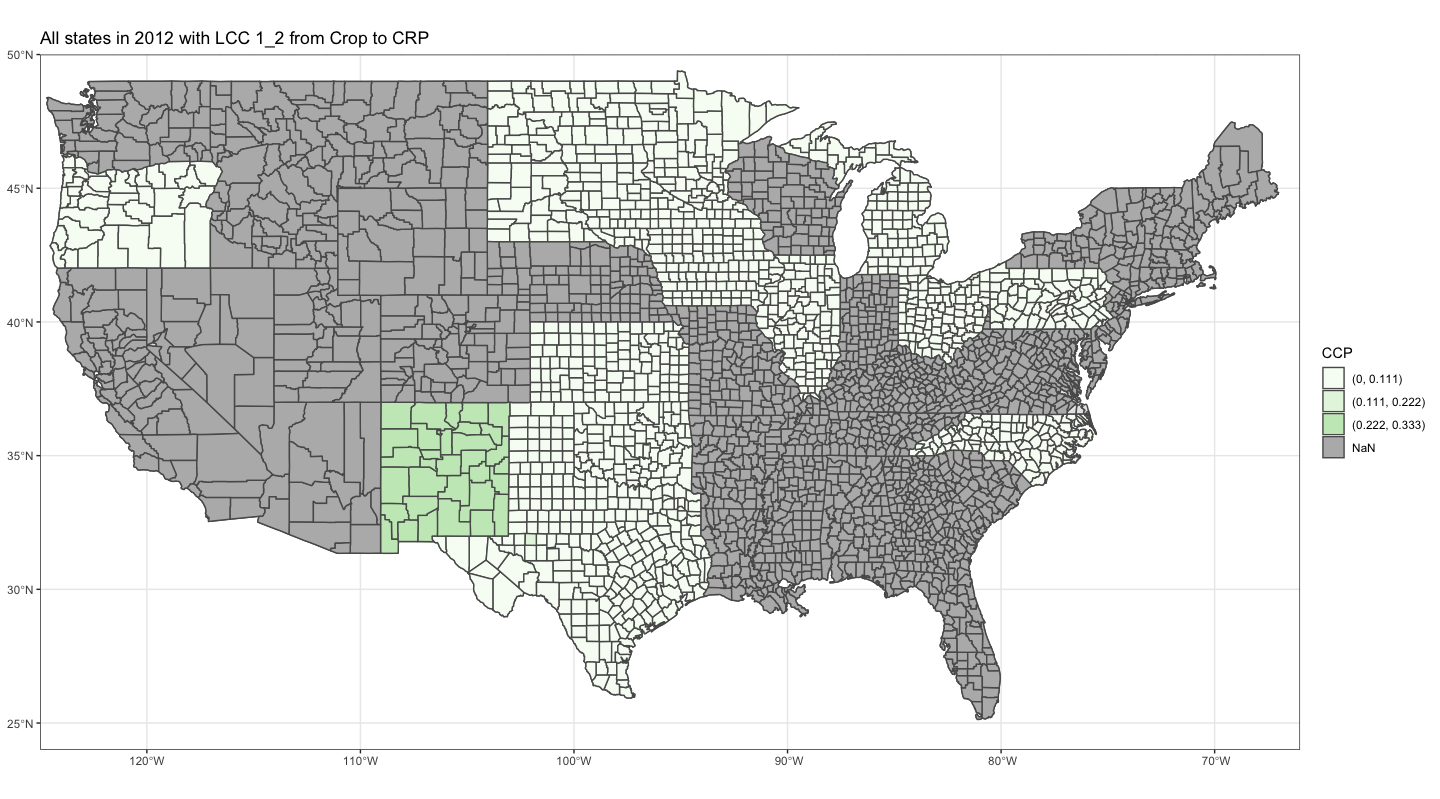 All states in 2012 with LCC 1_2 from Crop to CRP
50°N
45°N
40°N
35°N
30°N
25°N
120°W
110°W
100°W
90°W
80°W
70°W
CCP
(0, 0.111)
(0.111, 0.222)
(0.222, 0.333)
NaN